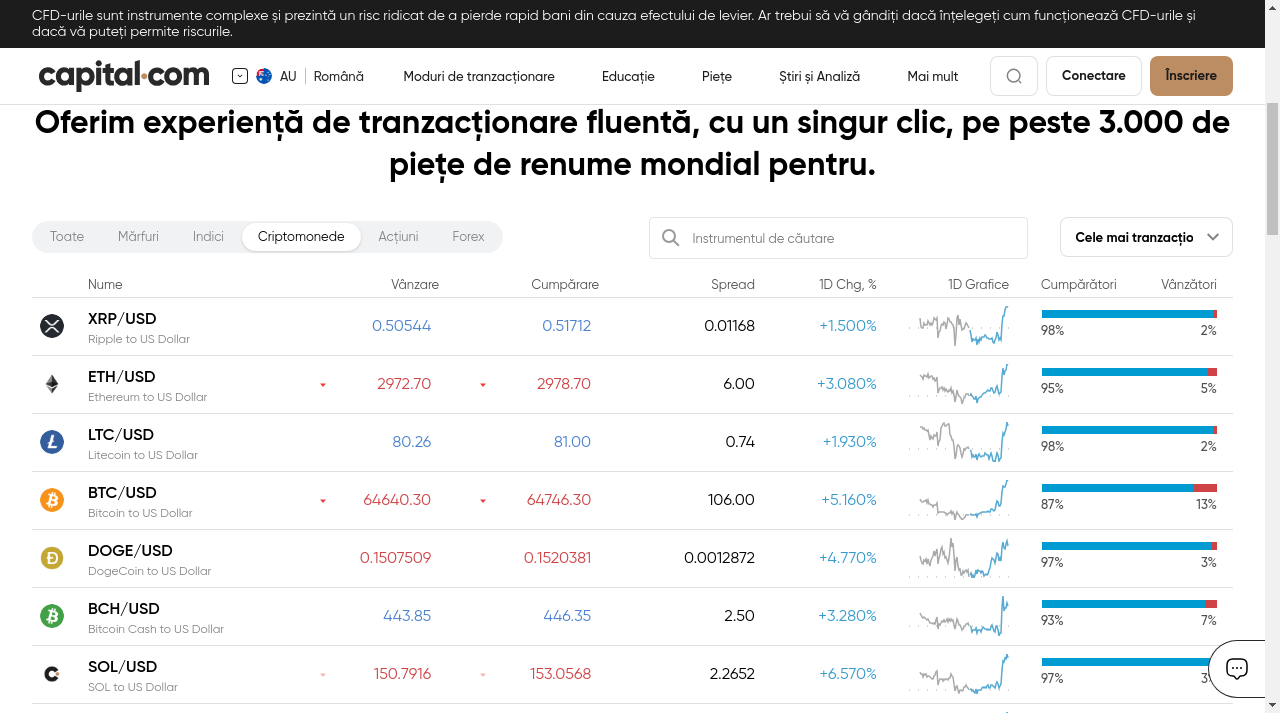 CFD-urile sunt instrumente complexe și prezintă un risc ridicat de a pierde rapid bani din cauza efectului de levier. Ar trebui să vă gândiți dacă înțelegeți cum funcționează CFD-urile și
dacă vă puteți permite riscurile.
capital.com AU Română Moduri de tranzacționare Educație Piețe Știri și Analiză Mai mult Conectare Înscriere
Oferim experiență de tranzacționare fluentă, cu un singur clic, pe peste 3.000 de
piețe de renume mondial pentru.
Toate Mărfuri Indici Criptomonede Acțiuni Forex Instrumentul de căutare Cele mai tranzacțio
Nume Vânzare Cumpărare Spread 1D Chg, % 1D Grafice Cumpărători Vânzători
XRP/USD 0.50544 0.51712 0.01168 +1.500% 98% 2%
Ripple to US Dollar
ETH/USD 2972.70 2978.70 6.00 +3.080% 95% 5%
Ethereum to US Dollar
LTC/USD 80.26 81.00 0.74 +1.930% 98% 2%
Litecoin to US Dollar
BTC/USD 64640.30 64746.30 106.00 +5.160% 87% 13%
Bitcoin to US Dollar
DOGE/USD 0.1507509 0.1520381 0.0012872 +4.770% 97% 3%
DogeCoin to US Dollar
BCH/USD 443.85 446.35 2.50 +3.280% 93% 7%
Bitcoin Cash to US Dollar
SOL/USD 150.7916 153.0568 2.2652 +6.570% 97%
SOL to US Dollar